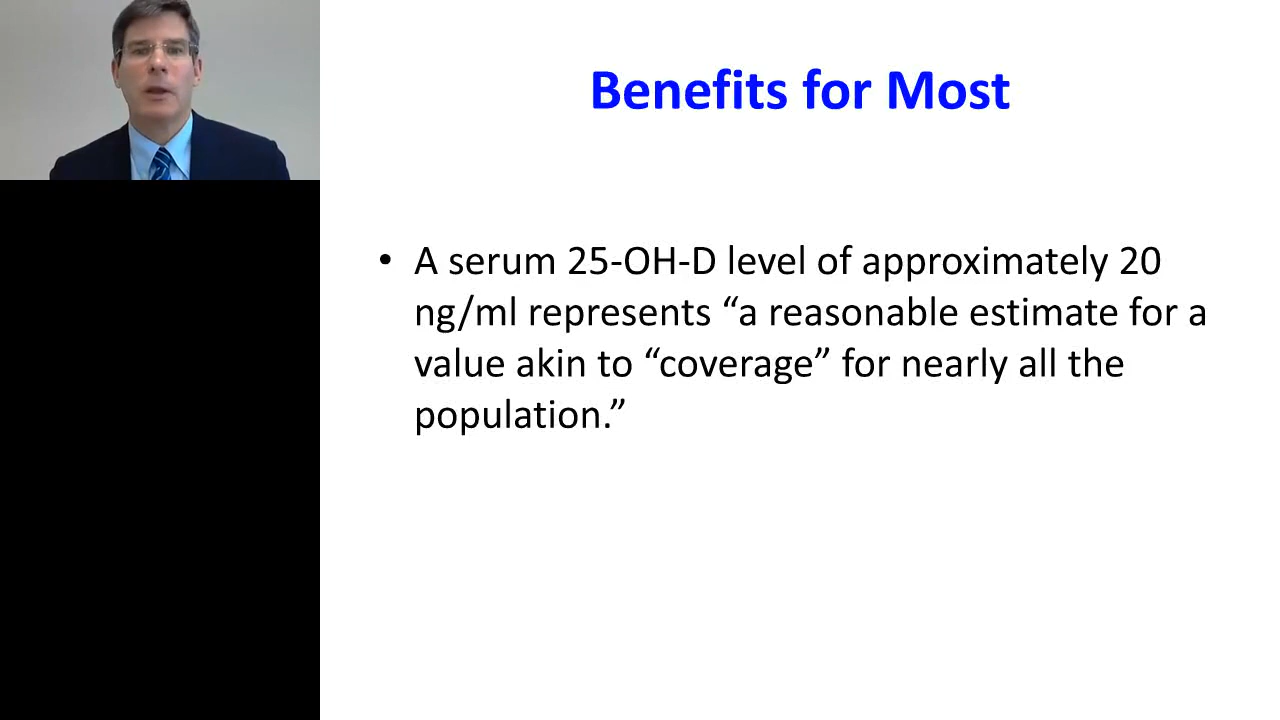 Benefits for Most
• A serum 25-OH-D level of approximately 20
ng/ml represents “a reasonable estimate for a
value akin to “coverage” for nearly all the
population.”